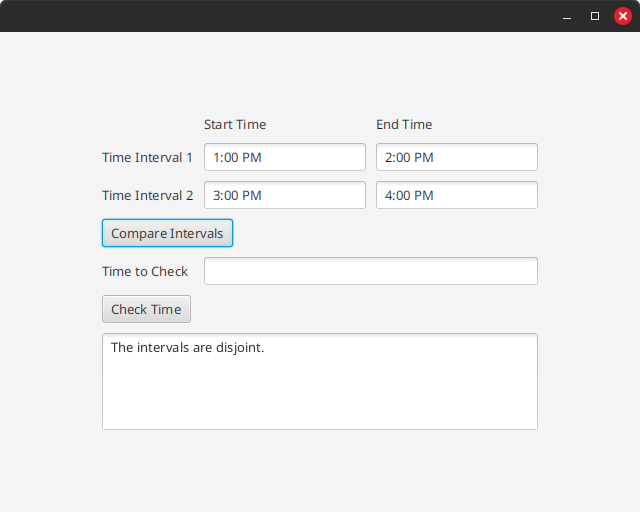 Start Time End Time
Time Interval 1 1:00 PM 2:00 PM
Time Interval 2 3:00 PM 4:00 PM
Compare Intervals
Time to Check
Check Time
The intervals are disjoint.